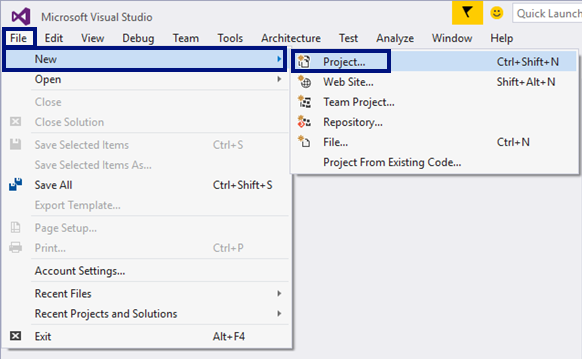 Microsoft Visual Studio
Quick Launch
File Edit View Debug Team Tools Architecture Test Analyze Window Help
New
Open
Close
Close Solution
Save Selected Items Ctrl+S
Save Selected Items As...
Save All Ctrl+Shift+S
Export Template...
Page Setup...
Print... Ctrl+P
Account Settings...
Recent Files
Recent Projects and Solutions
Exit Alt+F4
Project... Ctrl+Shift+N
Web Site... Shift+Alt+N
Team Project...
Repository...
File... Ctrl+N
Project From Existing Code...